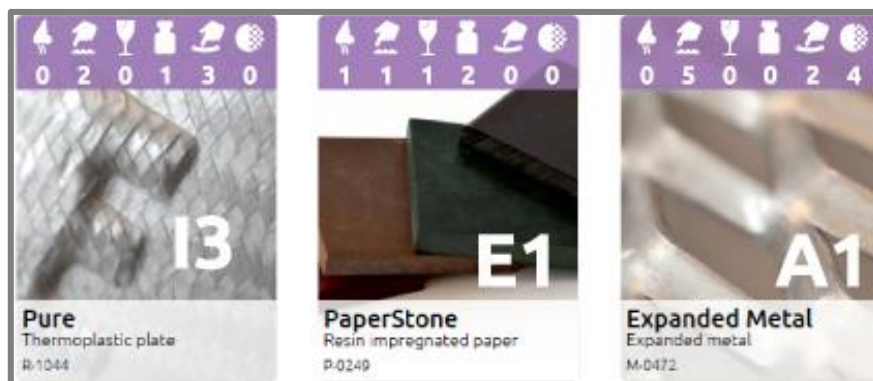 0 2 0 1 3 0
I3
Pure
Thermoplastic plate
R-1044
1 1 1 2 0 0
E1
PaperStone
Resin impregnated paper
P-0249
0 5 0 0 2 4
A1
Expanded Metal
Expanded metal
M-0472